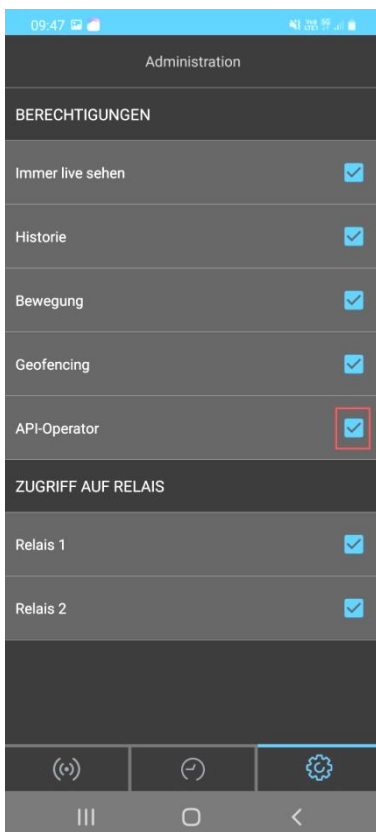 09:47
Administration
BERECHTIGUNGEN
Immer live sehen
Historie
Bewegung
Geofencing
API-Operator
ZUGRIFF AUF RELAIS
Relais 1
Relais 2